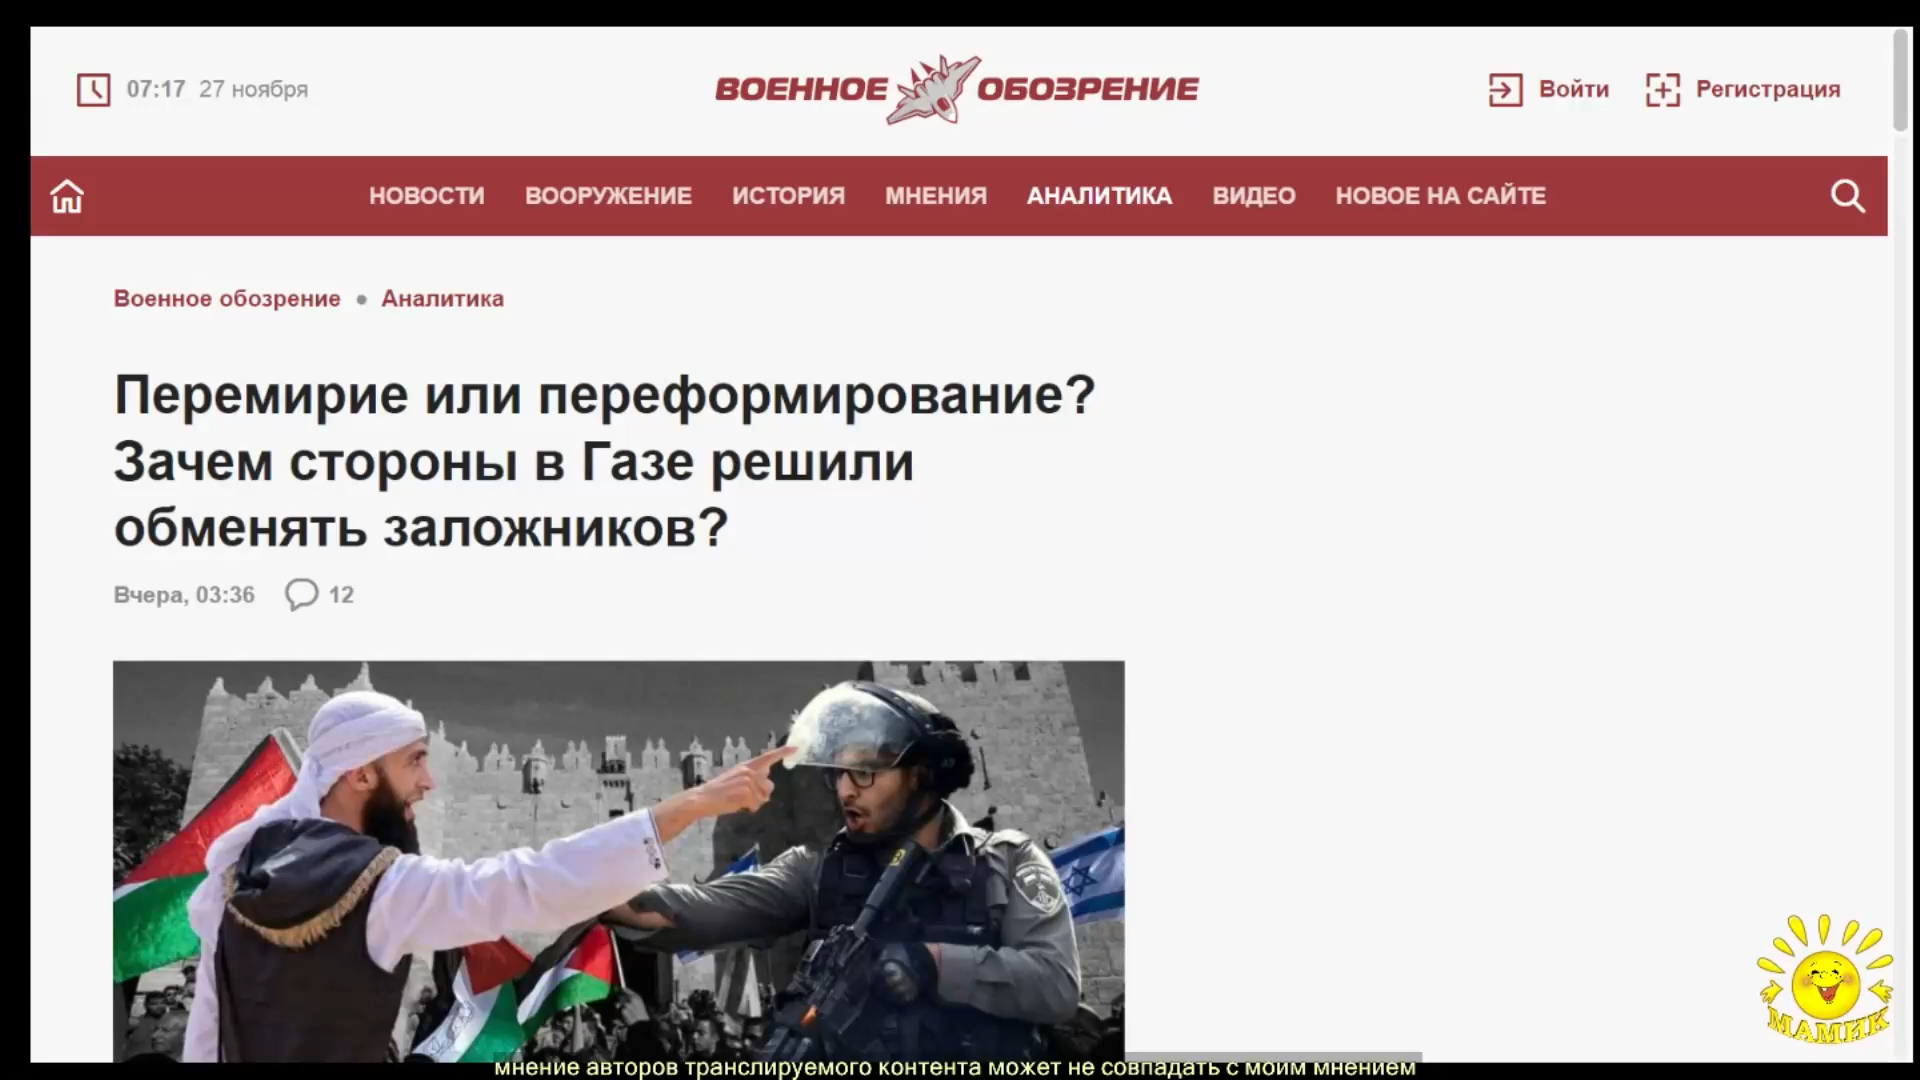 07:17 27 ноября
ВОЕННОЕ ОБОЗРЕНИЕ
Войти
Регистрация
НОВОСТИ ВООРУЖЕНИЕ ИСТОРИЯ МНЕНИЯ АНАЛИТИКА ВИДЕО НОВОЕ НА САЙТЕ
Военное обозрение • Аналитика
Перемирие или переформирование?
Зачем стороны в Газе решили
обменять заложников?
Вчера, 03:36 12
МАМИК
мнение авторов транслируемого контента может не совпадать с моим мнением